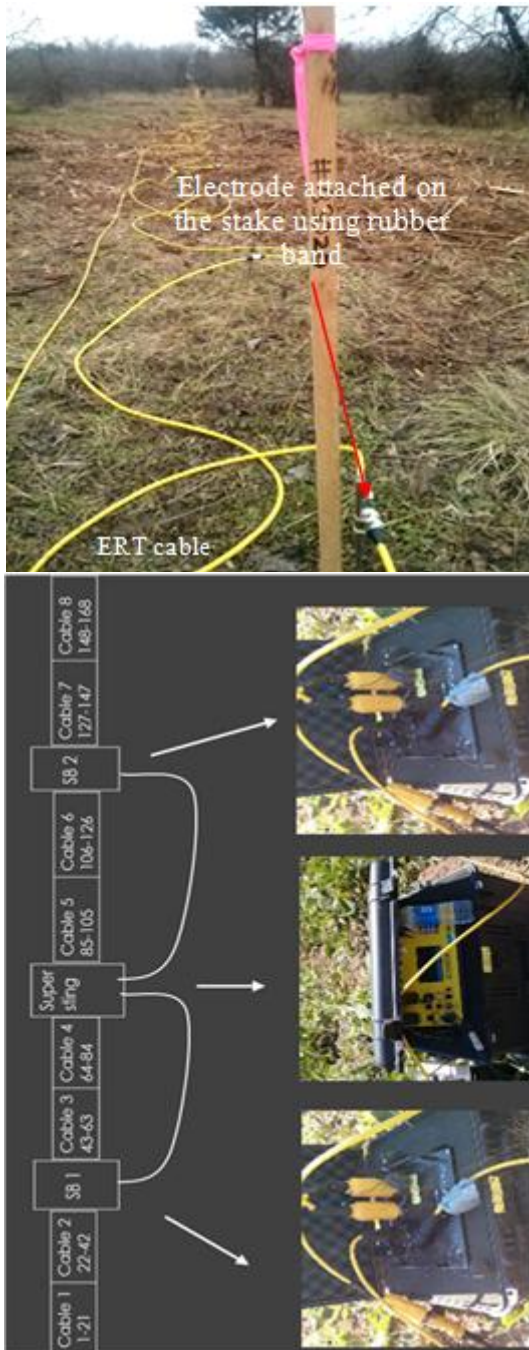 Electrode attached on
the stake using rubber
band
ERT cable
Cable 1
1-21
Cable 2
22-42
SB 1
Cable 3
43-63
Cable 4
64-84
Super
sting
Cable 5
85-105
Cable 6
106-126
SB 2
Cable 7
127-147
Cable 8
148-168